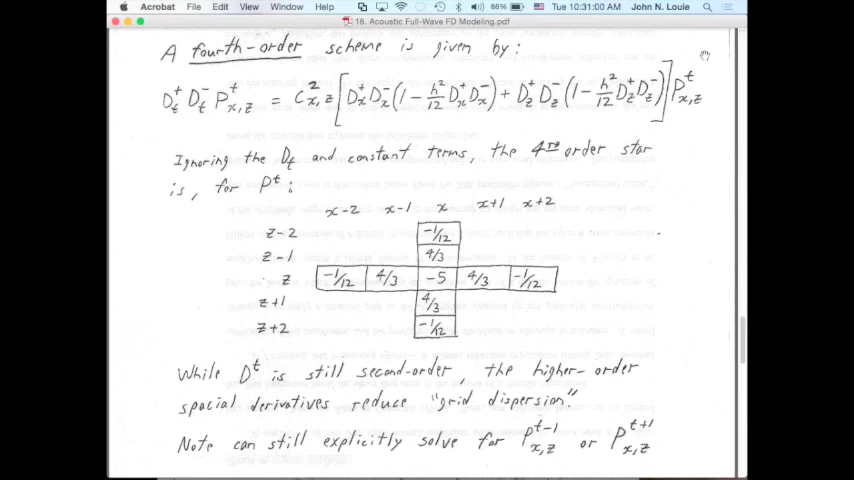 Acrobat File Edit View Window Help 86% Tue 10:31:00 AM John N. Louie
18. Acoustic Full-Wave FD Modeling.pdf
A fourth-order scheme is given by:
D_t^+ D_t^- P_{x,z}^t = C_{x,z}^2 [ D_x^+ D_x^- (1 - h^2/12 D_x^+ D_x^-) + D_z^+ D_z^- (1 - h^2/12 D_z^+ D_z^-) ] P_{x,z}^t
Ignoring the D_t and constant terms, the 4TH order star
is, for P^t:
x-2 x-1 x x+1 x+2
z-2 -1/12
z-1 4/3
z -1/12 4/3 -5 4/3 -1/12
z+1 4/3
z+2 -1/12
While D^t is still second-order, the higher-order
spacial derivatives reduce "grid dispersion".
Note can still explicitly solve for P_{x,z}^{t-1} or P_{x,z}^{t+1}